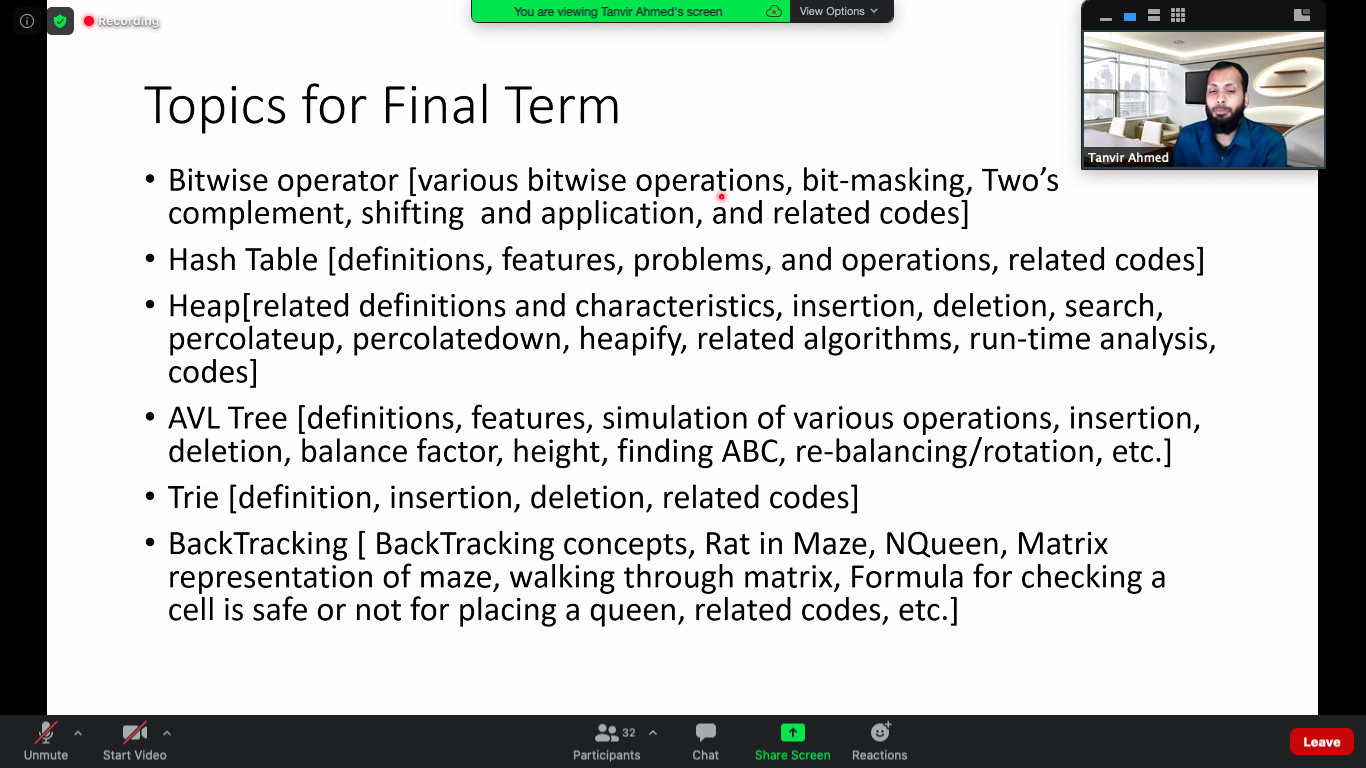 Recording
You are viewing Tanvir Ahmed's screen
View Options
Topics for Final Term
Tanvir Ahmed
• Bitwise operator [various bitwise operations, bit-masking, Two's
complement, shifting and application, and related codes]
• Hash Table [definitions, features, problems, and operations, related codes]
• Heap[related definitions and characteristics, insertion, deletion, search,
percolateup, percolatedown, heapify, related algorithms, run-time analysis,
codes]
• AVL Tree [definitions, features, simulation of various operations, insertion,
deletion, balance factor, height, finding ABC, re-balancing/rotation, etc.]
• Trie [definition, insertion, deletion, related codes]
• BackTracking [ BackTracking concepts, Rat in Maze, NQueen, Matrix
representation of maze, walking through matrix, Formula for checking a
cell is safe or not for placing a queen, related codes, etc.]
32
Unmute
Start Video
Participants
Chat
Share Screen
Reactions
Leave